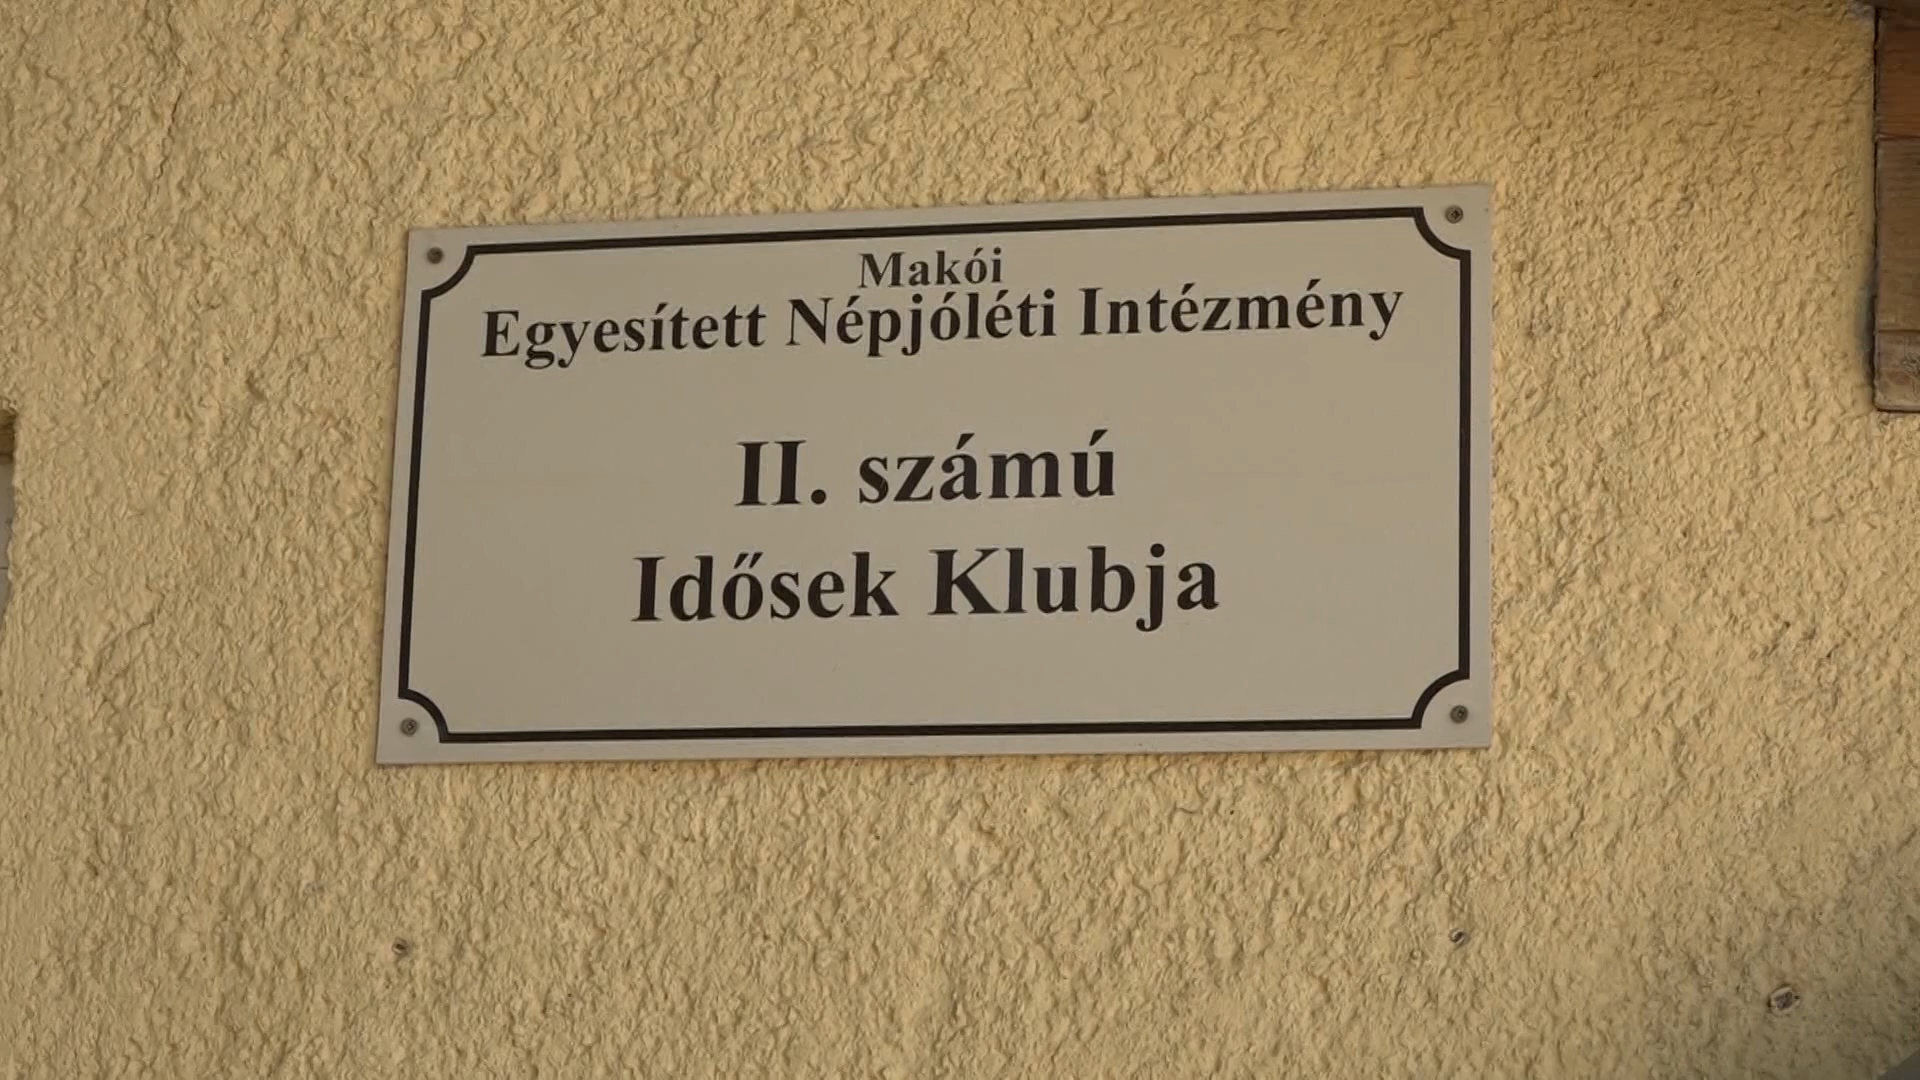 Makói
Egyesített Népjóléti Intézmény
II. számú
Idősek Klubja